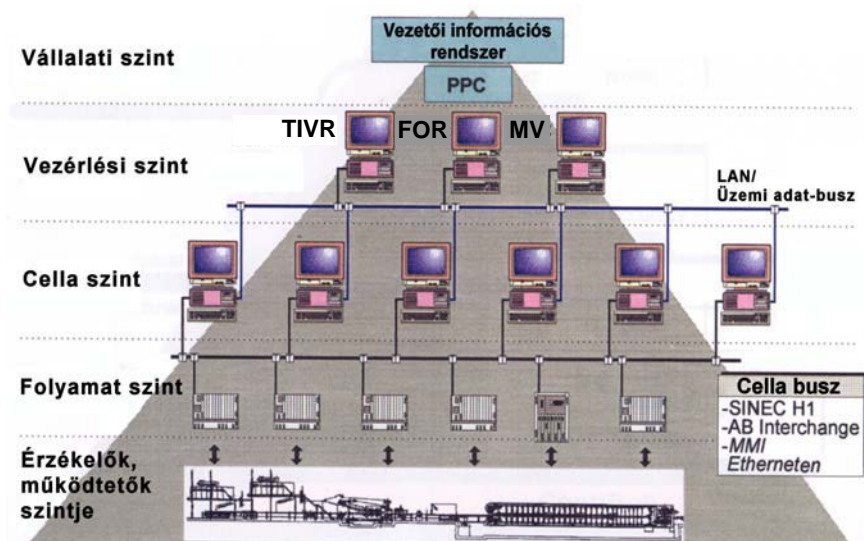 Vezetői információs
rendszer
Vállalati szint
PPC
TIVR FOR MV
Vezérlési szint
LAN/
Üzemi adat-busz
Cella szint
Folyamat szint
Cella busz
-SINEC H1
-AB Interchange
-MMI
Etherneten
Érzékelők,
működtetők
szintje